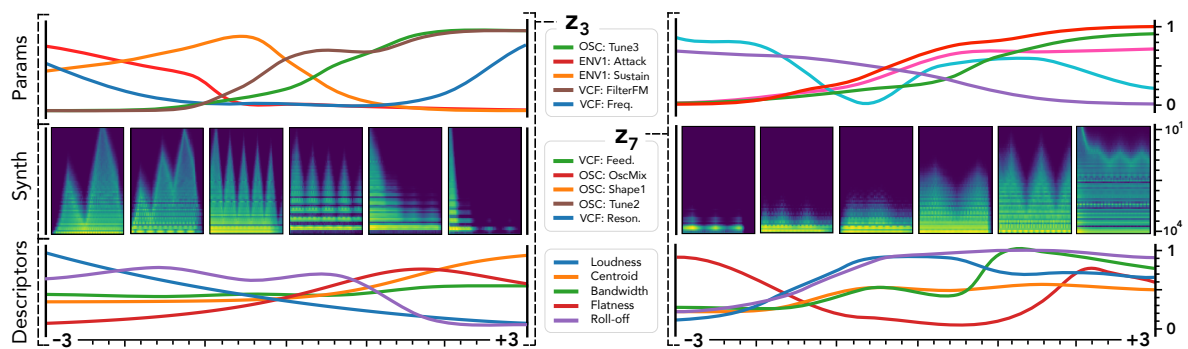 Params
Synth
Descriptors
z3
OSC: Tune3
ENV1: Attack
ENV1: Sustain
VCF: FilterFM
VCF: Freq.
z7
VCF: Feed.
OSC: OscMix
OSC: Shape1
OSC: Tune2
VCF: Reson.
Loudness
Centroid
Bandwidth
Flatness
Roll-off
1
0
10¹
10⁴
1
0
-3
+3
-3
+3